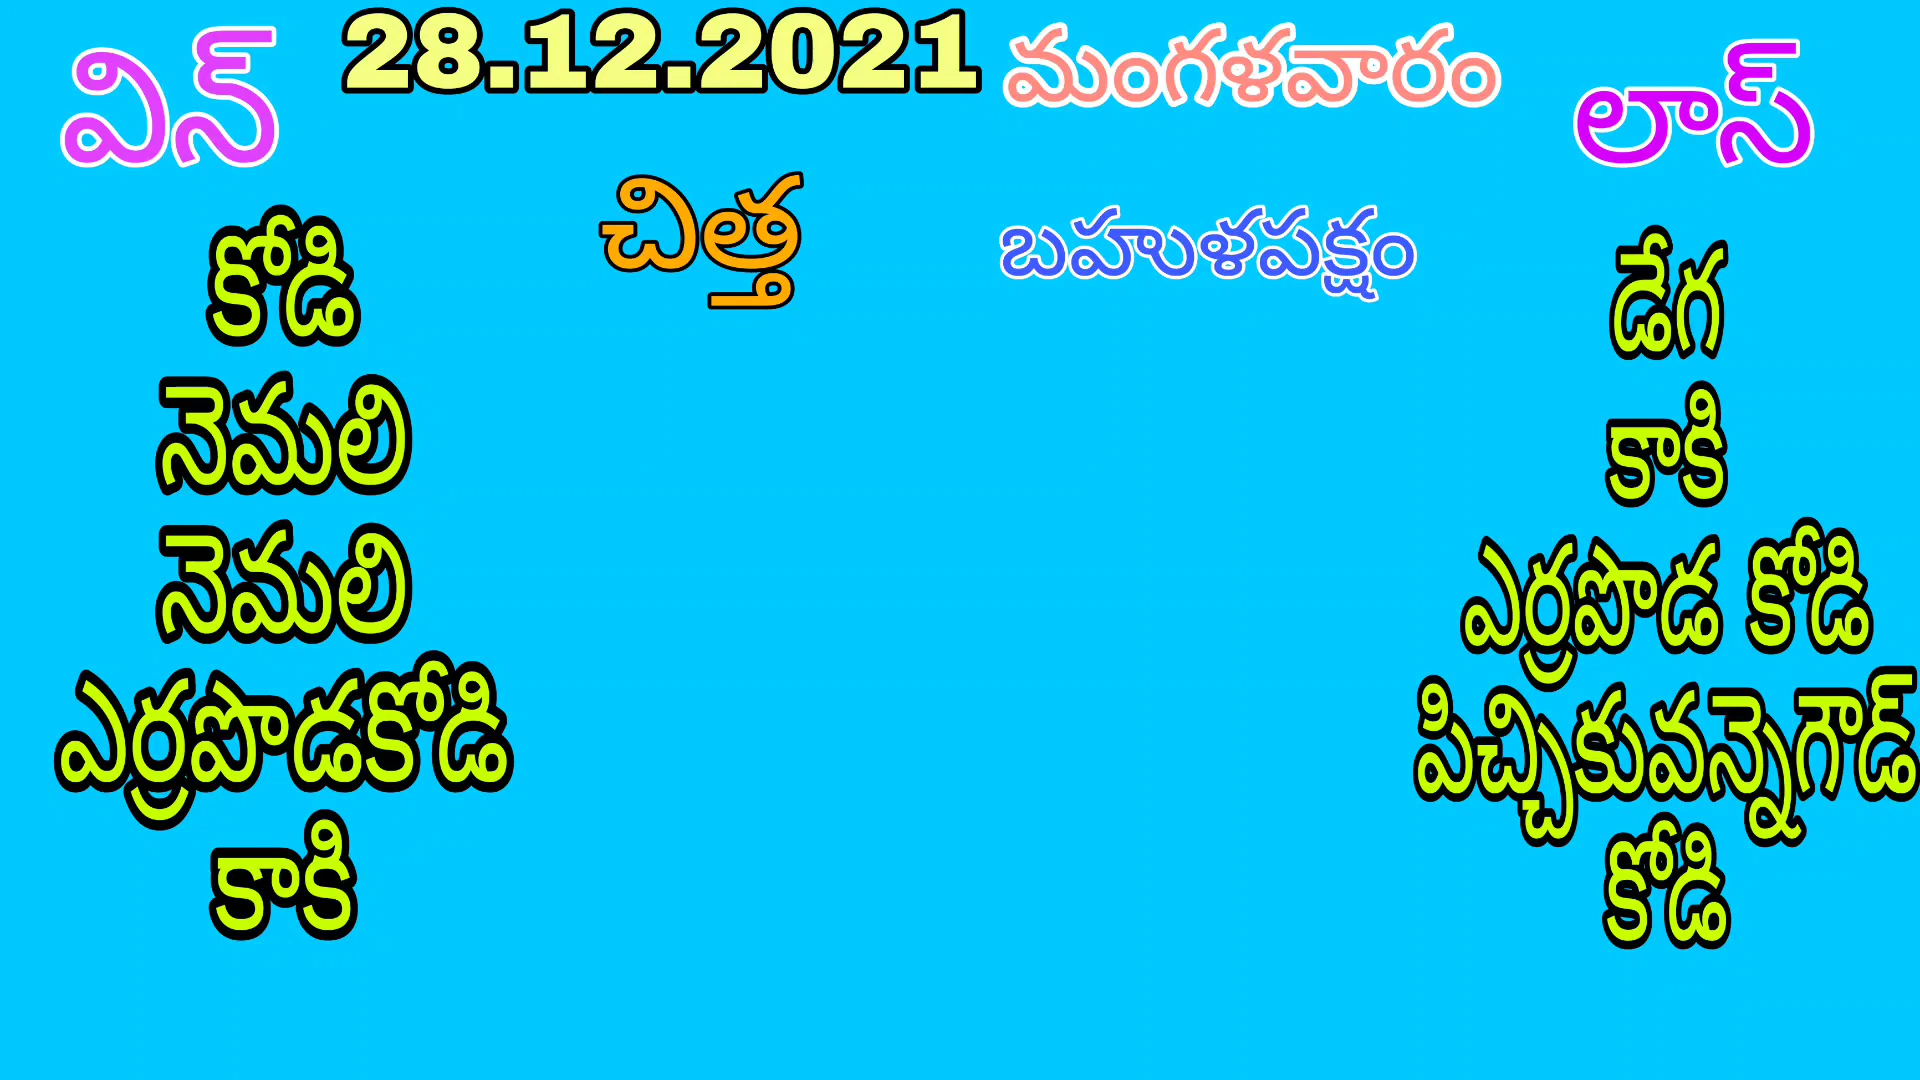 విన్ 28.12.2021 మంగళవారం లాస్
చిత్త బహుళపక్షం
కోడి డేగ
నెమలి కాకి
నెమలి ఎర్రపొడ కోడి
ఎర్రపొడకోడి పిచ్చికువన్నెగౌడ్
కాకి కోడి